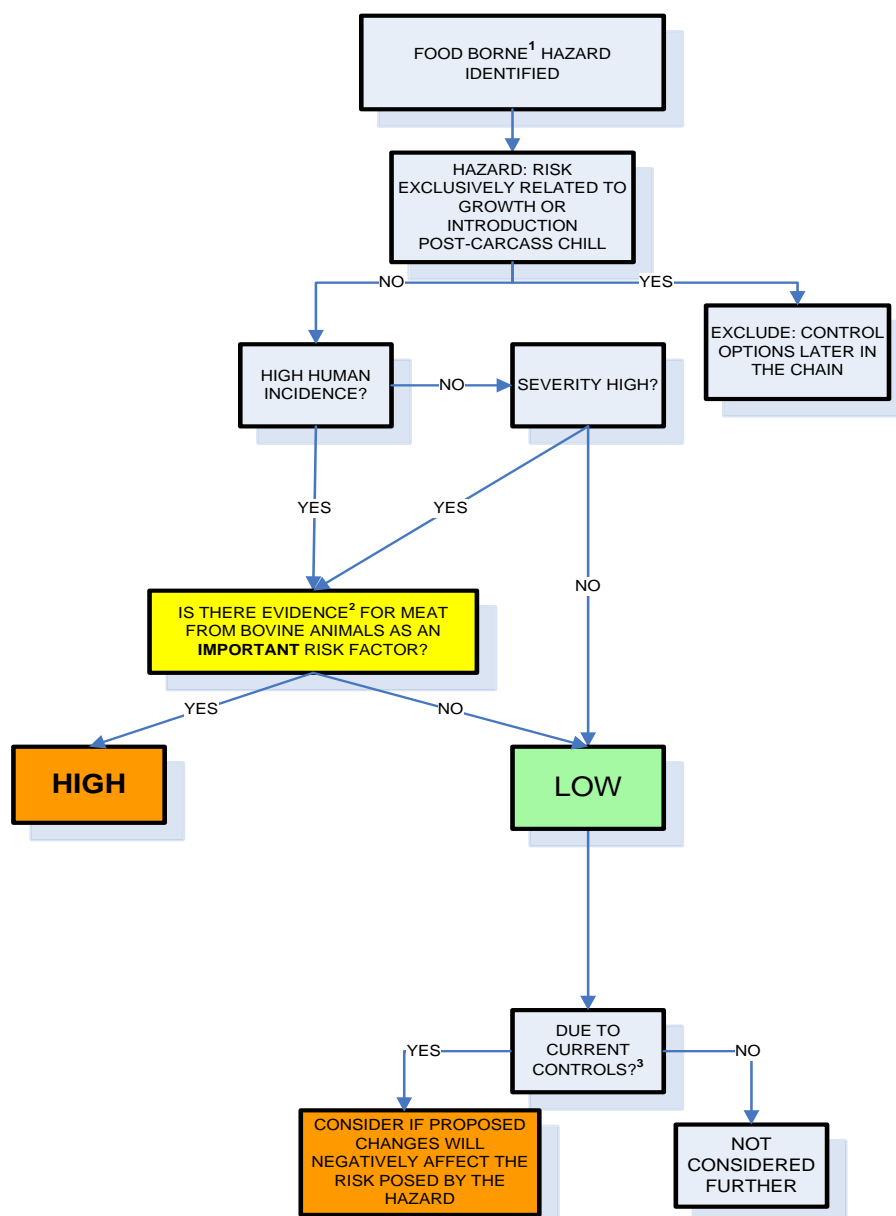 FOOD BORNE¹ HAZARD
IDENTIFIED
HAZARD: RISK
EXCLUSIVELY RELATED TO
GROWTH OR
INTRODUCTION
POST-CARCASS CHILL
NO
YES
EXCLUDE: CONTROL
OPTIONS LATER IN
THE CHAIN
HIGH HUMAN
INCIDENCE?
NO
SEVERITY HIGH?
YES
YES
NO
IS THERE EVIDENCE² FOR MEAT
FROM BOVINE ANIMALS AS AN
IMPORTANT RISK FACTOR?
YES
NO
HIGH
LOW
DUE TO
CURRENT
CONTROLS?³
YES
NO
CONSIDER IF PROPOSED
CHANGES WILL
NEGATIVELY AFFECT THE
RISK POSED BY THE
HAZARD
NOT
CONSIDERED
FURTHER